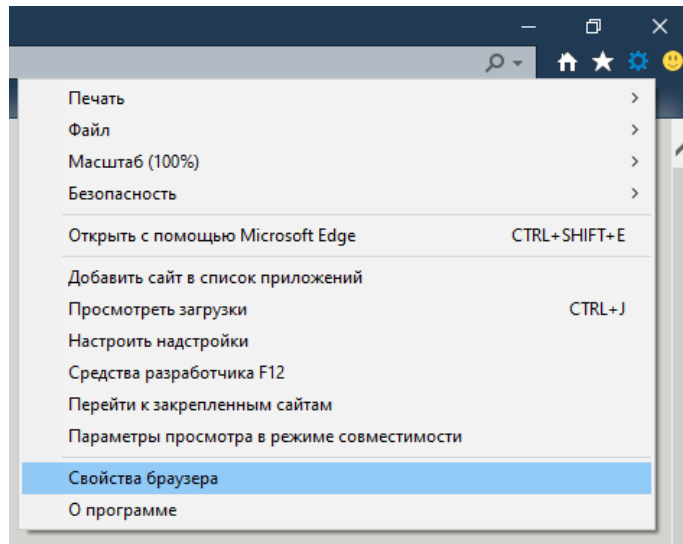 Печать
Файл
Масштаб (100%)
Безопасность
Открыть с помощью Microsoft Edge CTRL+SHIFT+E
Добавить сайт в список приложений
Просмотреть загрузки CTRL+J
Настроить надстройки
Средства разработчика F12
Перейти к закрепленным сайтам
Параметры просмотра в режиме совместимости
Свойства браузера
О программе